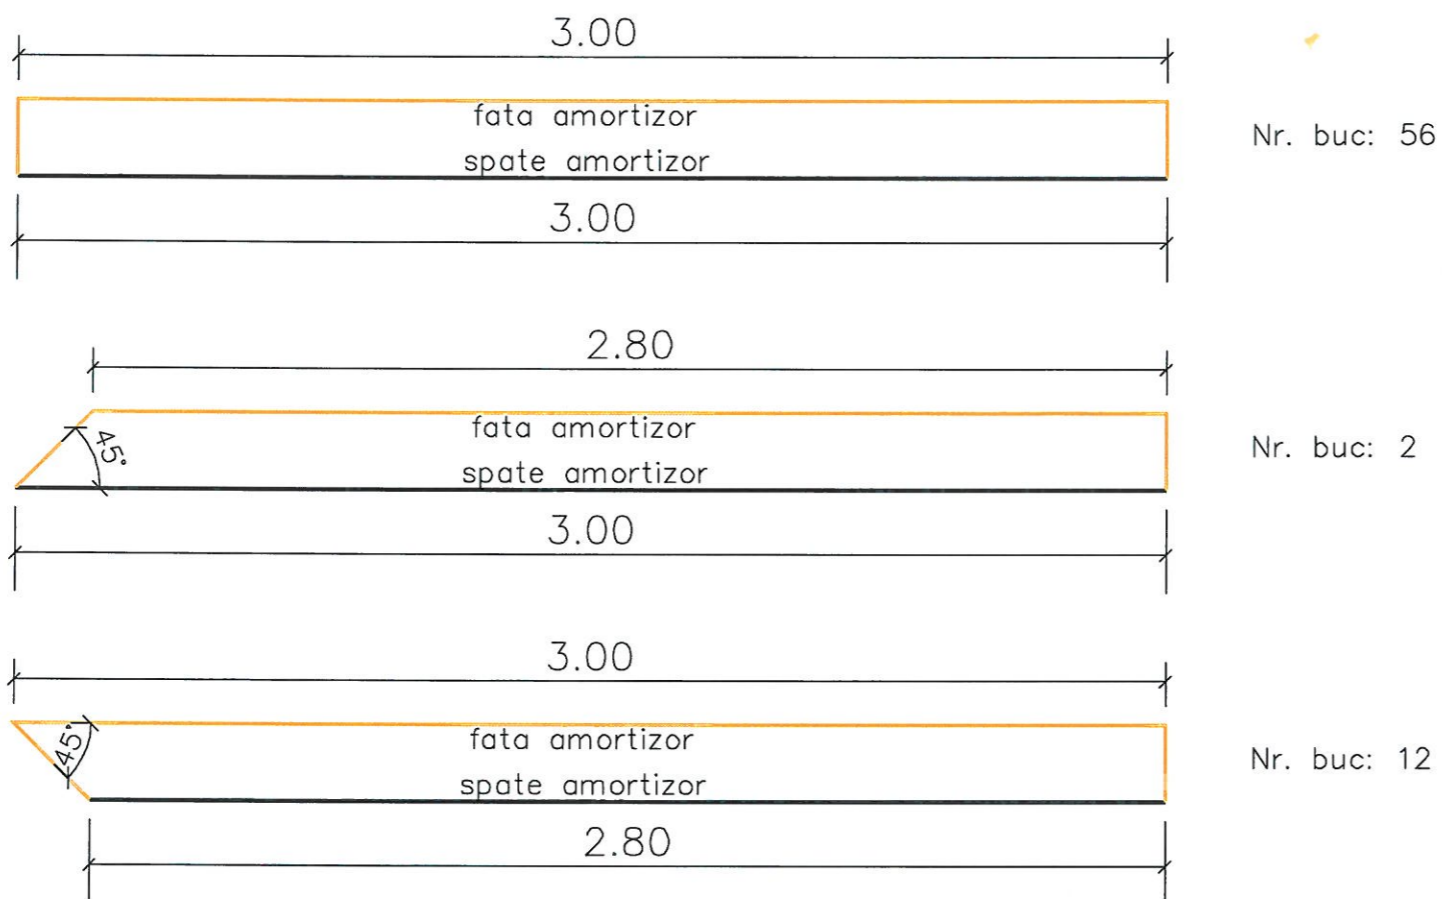 3.00
fata amortizor
Nr. buc: 56
spate amortizor
3.00
2.80
45°
fata amortizor
Nr. buc: 2
spate amortizor
3.00
3.00
45°
fata amortizor
Nr. buc: 12
spate amortizor
2.80